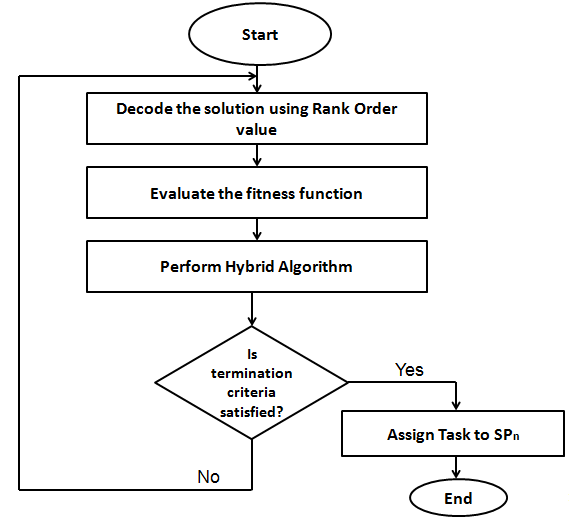 Start
Decode the solution using Rank Order
value
Evaluate the fitness function
Perform Hybrid Algorithm
Is
termination
criteria
satisfied?
Yes
Assign Task to SPn
No
End